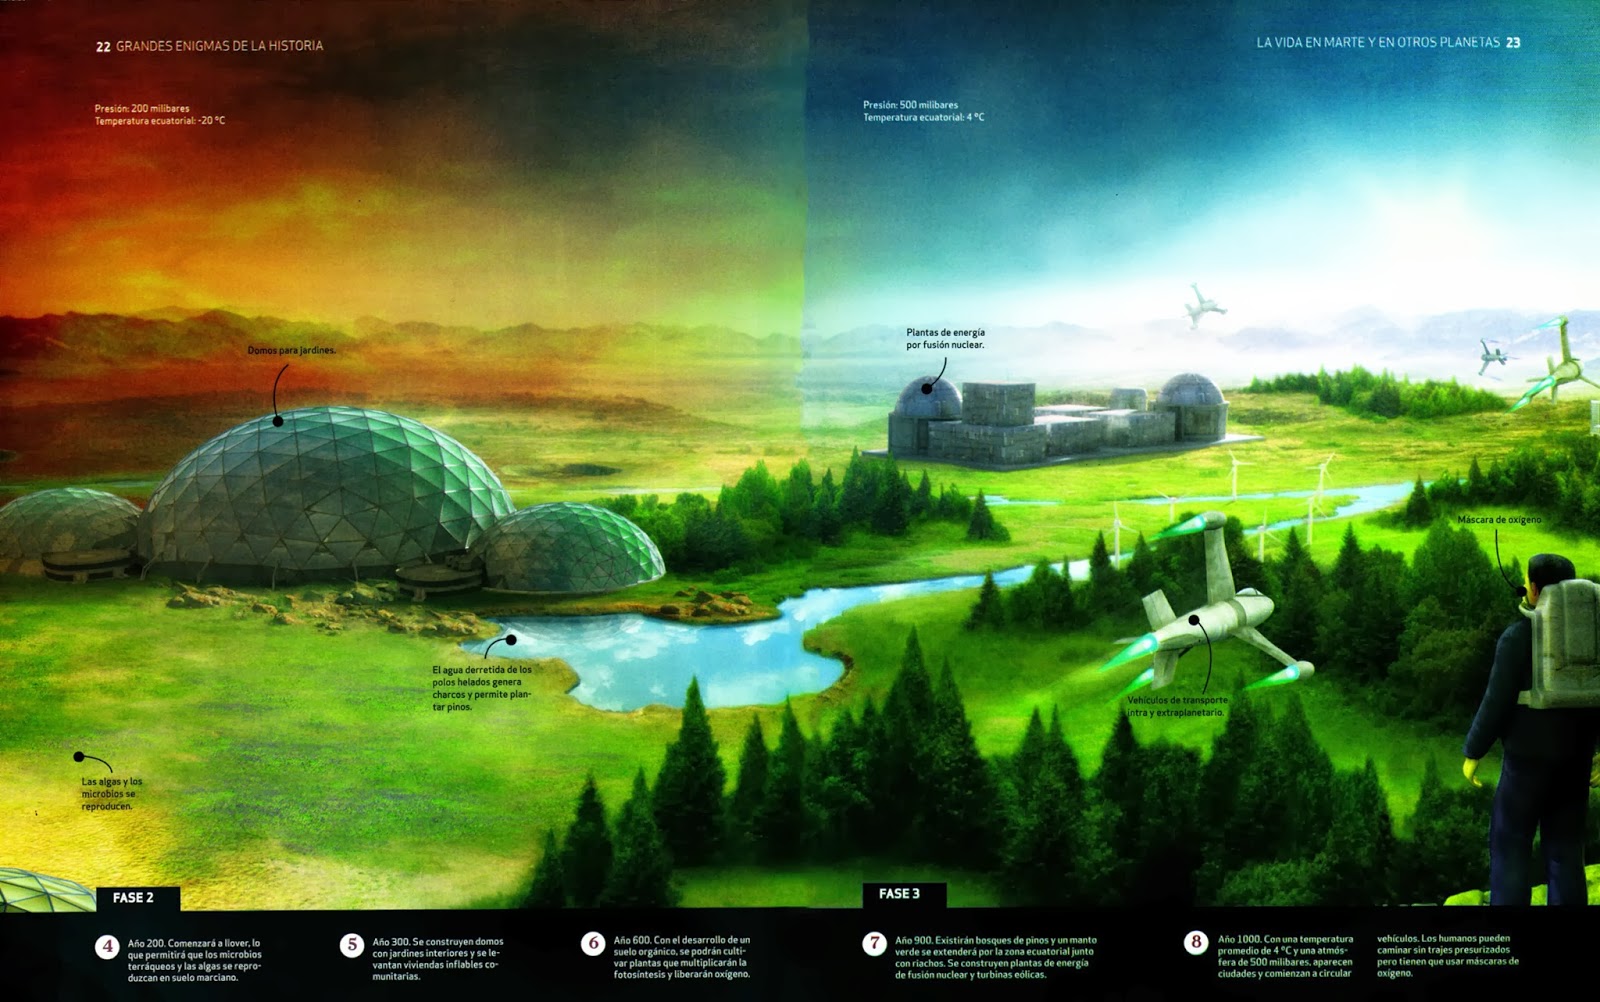 22 GRANDES ENIGMAS DE LA HISTORIA
LA VIDA EN MARTE Y EN OTROS PLANETAS 23
Presión: 200 milibares
Temperatura ecuatorial: -20 °C
Presión: 500 milibares
Temperatura ecuatorial: 4 °C
Domos para jardines.
Plantas de energía
por fusión nuclear.
Máscara de oxígeno
El agua derretida de los
polos helados genera
charcos y permite plan-
tar pinos.
Vehículos de transporte
intra y extraplanetario.
Las algas y los
microbios se
reproducen.
FASE 2
4 Año 200. Comenzará a llover, lo
que permitirá que los microbios
terráqueos y las algas se repro-
duzcan en suelo marciano.
5 Año 300. Se construyen domos
con jardines interiores y se le-
vantan viviendas inflables co-
munitarias.
6 Año 600. Con el desarrollo de un
suelo orgánico, se podrán culti-
var plantas que multiplicarán la
fotosíntesis y liberarán oxígeno.
FASE 3
7 Año 900. Existirán bosques de pinos y un manto
verde se extenderá por la zona ecuatorial junto
con riachos. Se construyen plantas de energía
de fusión nuclear y turbinas eólicas.
8 Año 1000. Con una temperatura
promedio de 4 °C y una atmós-
fera de 500 milibares, aparecen
ciudades y comienzan a circular
vehículos. Los humanos pueden
caminar sin trajes presurizados
pero tienen que usar máscaras de
oxígeno.